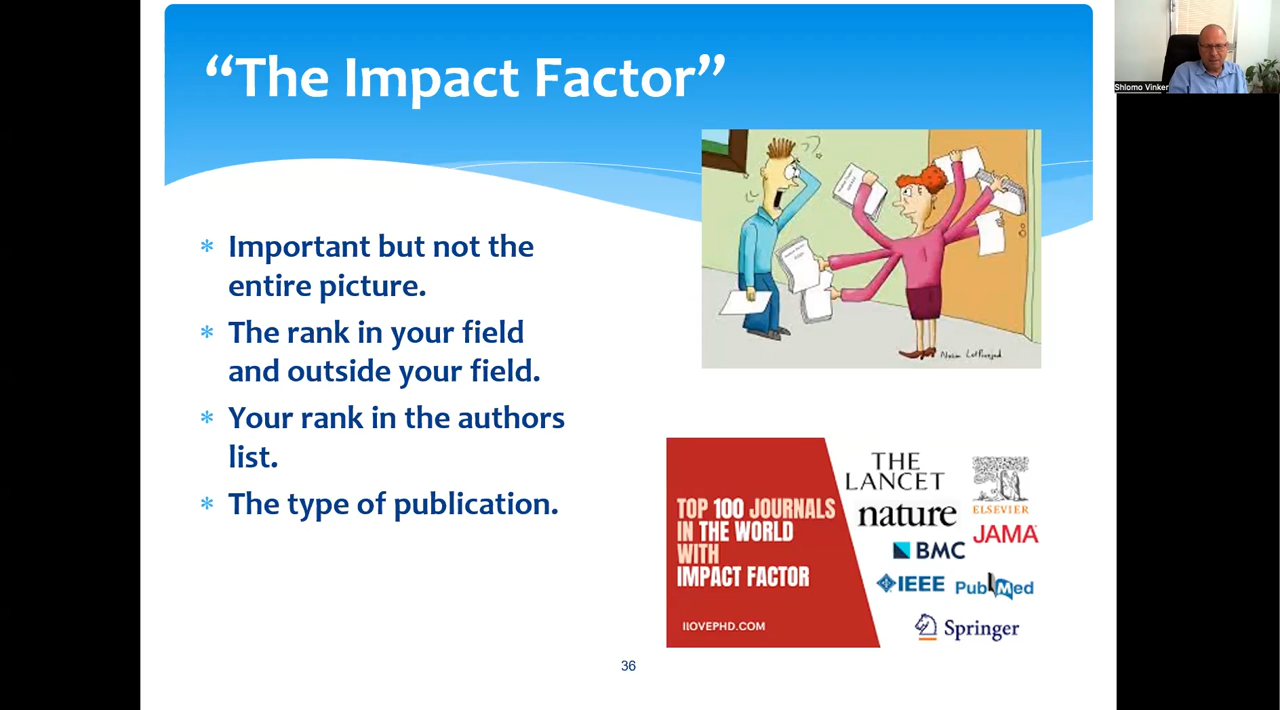 “The Impact Factor”
Shlomo Vinker
* Important but not the
entire picture.
* The rank in your field
and outside your field.
* Your rank in the authors
list.
* The type of publication.
TOP 100 JOURNALS
IN THE WORLD
WITH
IMPACT FACTOR
IlOVEPHD.COM
THE
LANCET
ELSEVIER
nature
JAMA
BMC
IEEE
PubMed
Springer
36